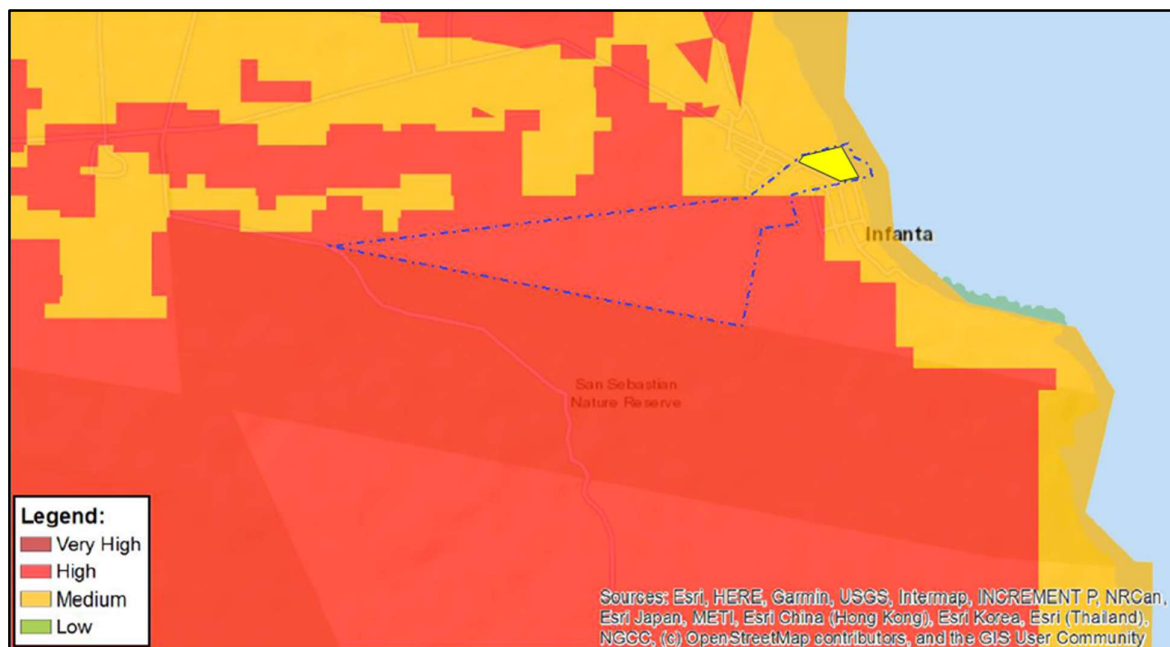 Infanta
San Sebastian
Nature Reserve
Legend:
Very High
High
Medium
Low
Sources: Esri, HERE, Garmin, USGS, Intermap, INCREMENT P, NRCan,
Esri Japan, METI, Esri China (Hong Kong), Esri Korea, Esri (Thailand),
NGCC, (c) OpenStreetMap contributors, and the GIS User Community